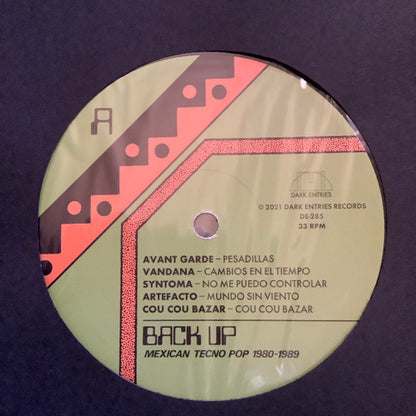 A
DARK ENTRIES
℗ 2021 DARK ENTRIES RECORDS
DE-285
33 RPM
AVANT GARDE – PESADILLAS
VANDANA – CAMBIOS EN EL TIEMPO
SYNTOMA – NO ME PUEDO CONTROLAR
ARTEFACTO – MUNDO SIN VIENTO
COU COU BAZAR – COU COU BAZAR
BACK UP
MEXICAN TECNO POP 1980-1989